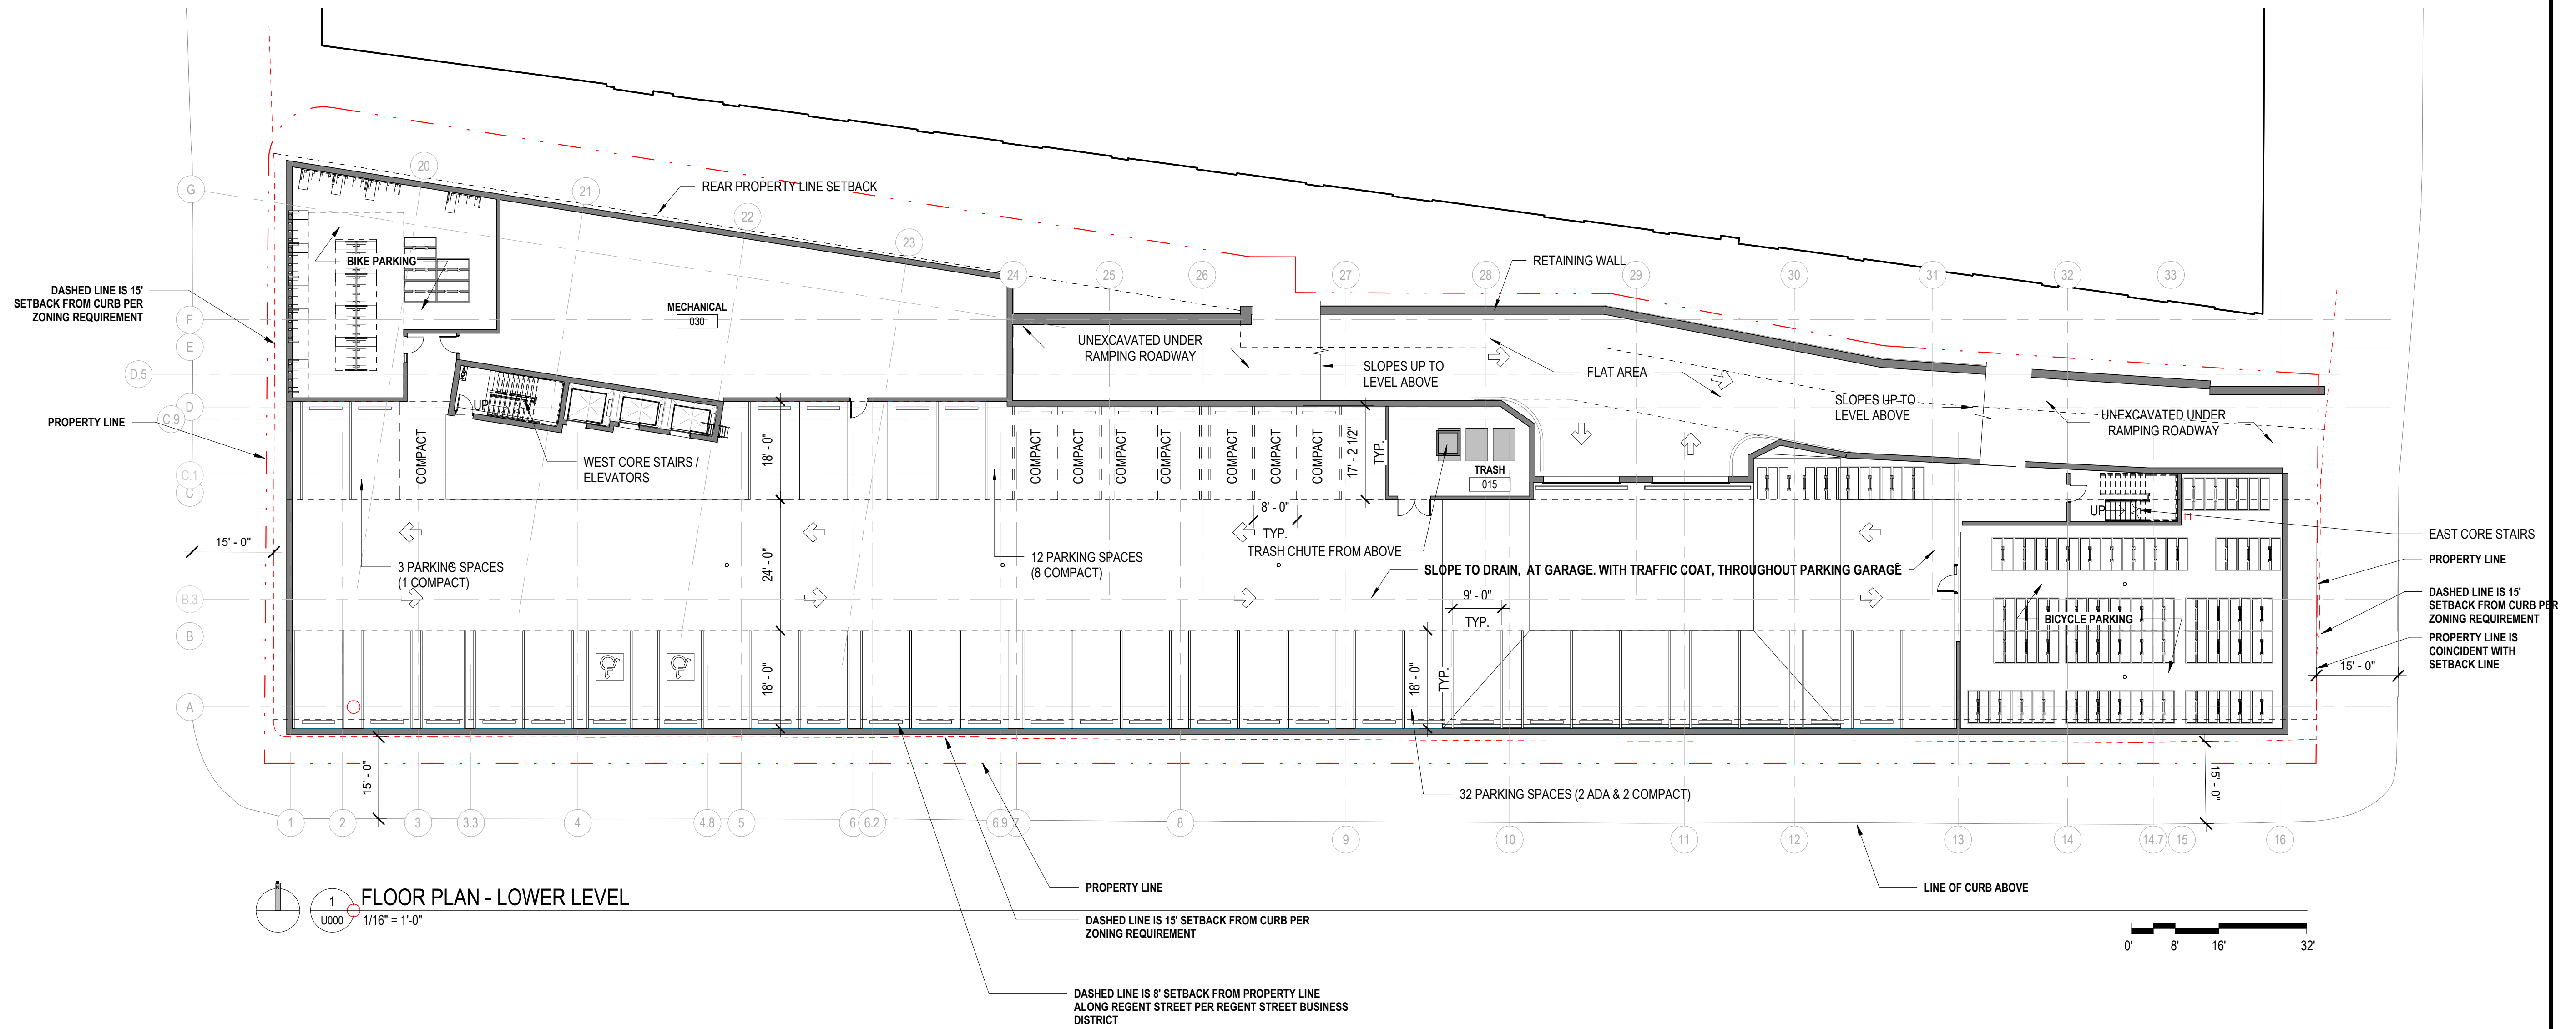 20
G
21
REAR PROPERTY LINE SETBACK
22
23
BIKE PARKING
RETAINING WALL
24
25
26
27
28
29
30
31
32
33
DASHED LINE IS 15'
SETBACK FROM CURB PER
ZONING REQUIREMENT
MECHANICAL
030
F
E
D.5
UNEXCAVATED UNDER
RAMPING ROADWAY
SLOPES UP TO
LEVEL ABOVE
FLAT AREA
SLOPES UP TO
LEVEL ABOVE
UNEXCAVATED UNDER
RAMPING ROADWAY
D
C.9
PROPERTY LINE
UP
COMPACT
WEST CORE STAIRS /
ELEVATORS
18' - 0"
COMPACT
COMPACT
COMPACT
COMPACT
COMPACT
COMPACT
COMPACT
17' - 2 1/2"
TYP.
TRASH
015
C.1
C
8' - 0"
TYP.
TRASH CHUTE FROM ABOVE
UP
EAST CORE STAIRS
15' - 0"
3 PARKING SPACES
(1 COMPACT)
24' - 0"
12 PARKING SPACES
(8 COMPACT)
SLOPE TO DRAIN, AT GARAGE. WITH TRAFFIC COAT, THROUGHOUT PARKING GARAGE
PROPERTY LINE
B.3
9' - 0"
TYP.
DASHED LINE IS 15'
SETBACK FROM CURB PER
ZONING REQUIREMENT
BICYCLE PARKING
B
PROPERTY LINE IS
COINCIDENT WITH
SETBACK LINE
18' - 0"
18' - 0"
TYP.
15' - 0"
A
15' - 0"
15' - 0"
32 PARKING SPACES (2 ADA & 2 COMPACT)
1
2
3
3.3
4
4.8
5
6
6.2
6.9
7
8
9
10
11
12
13
14
14.7
15
16
N
1
U000
FLOOR PLAN - LOWER LEVEL
1/16" = 1'-0"
PROPERTY LINE
LINE OF CURB ABOVE
DASHED LINE IS 15' SETBACK FROM CURB PER
ZONING REQUIREMENT
0'
8'
16'
32'
DASHED LINE IS 8' SETBACK FROM PROPERTY LINE
ALONG REGENT STREET PER REGENT STREET BUSINESS
DISTRICT